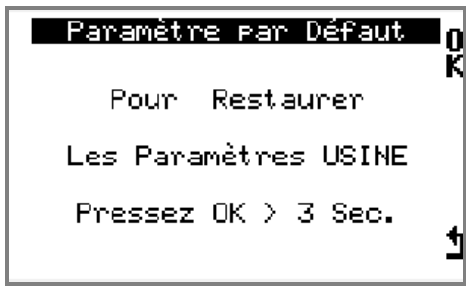 Paramètre par Défaut
OK
Pour Restaurer
Les Paramètres USINE
Pressez OK > 3 Sec.